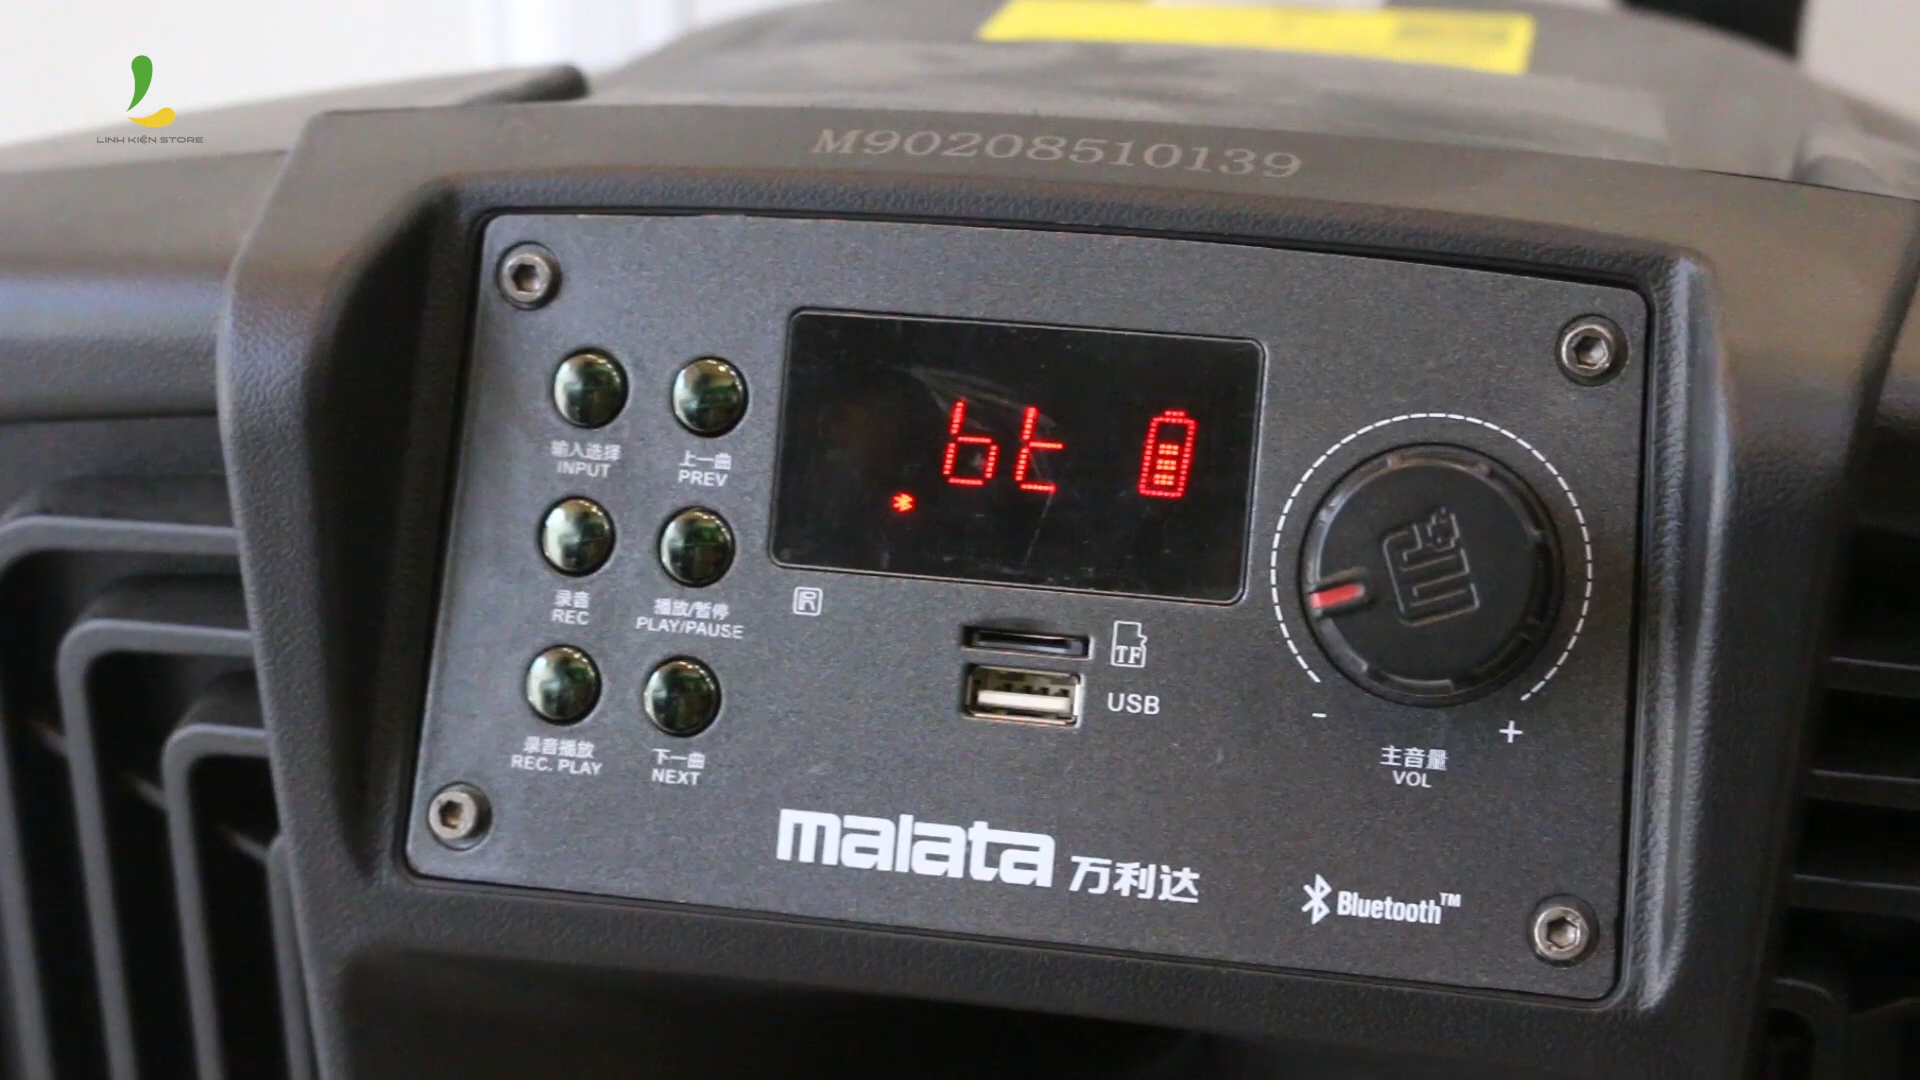 LINH KIỆN STORE
M90208510139
bt
输入选择
INPUT
上一曲
PREV
录音
REC
播放/暂停
PLAY/PAUSE
录音播放
REC. PLAY
下一曲
NEXT
R
TF
USB
- +
主音量
VOL
malata 万利达
Bluetooth™